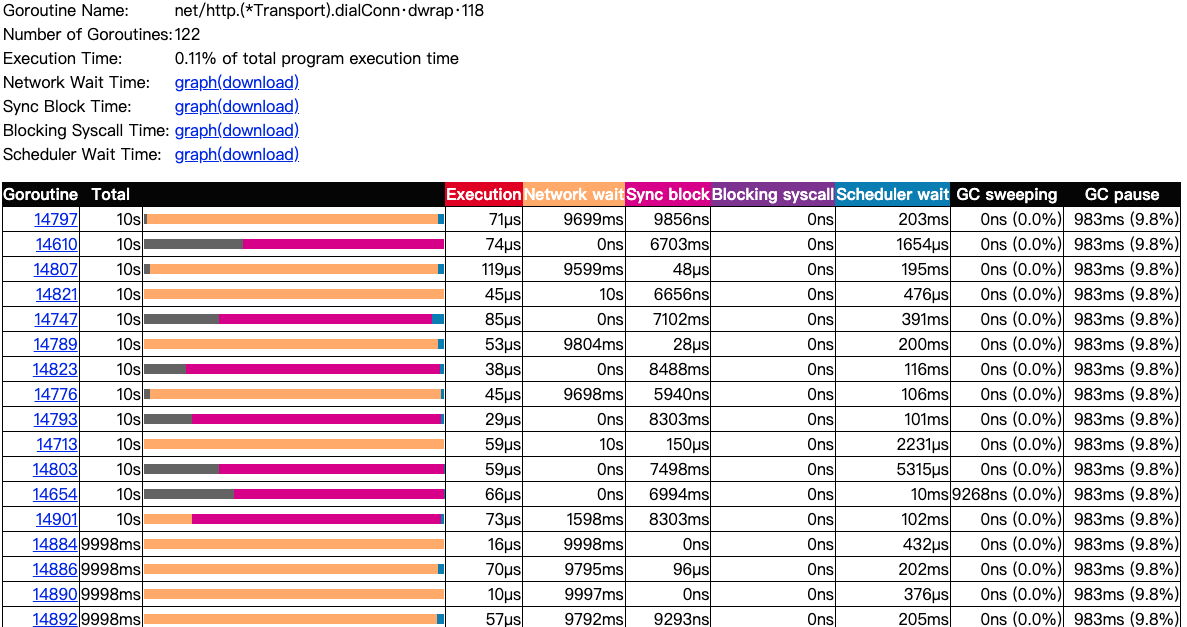 Goroutine Name: net/http.(*Transport).dialConn·dwrap·118
Number of Goroutines: 122
Execution Time: 0.11% of total program execution time
Network Wait Time: graph(download)
Sync Block Time: graph(download)
Blocking Syscall Time: graph(download)
Scheduler Wait Time: graph(download)
Goroutine Total Execution Network wait Sync block Blocking syscall Scheduler wait GC sweeping GC pause
14797 10s 71µs 9699ms 9856ns 0ns 203ms 0ns (0.0%) 983ms (9.8%)
14610 10s 74µs 0ns 6703ms 0ns 1654µs 0ns (0.0%) 983ms (9.8%)
14807 10s 119µs 9599ms 48µs 0ns 195ms 0ns (0.0%) 983ms (9.8%)
14821 10s 45µs 10s 6656ns 0ns 476µs 0ns (0.0%) 983ms (9.8%)
14747 10s 85µs 0ns 7102ms 0ns 391ms 0ns (0.0%) 983ms (9.8%)
14789 10s 53µs 9804ms 28µs 0ns 200ms 0ns (0.0%) 983ms (9.8%)
14823 10s 38µs 0ns 8488ms 0ns 116ms 0ns (0.0%) 983ms (9.8%)
14776 10s 45µs 9698ms 5940ns 0ns 106ms 0ns (0.0%) 983ms (9.8%)
14793 10s 29µs 0ns 8303ms 0ns 101ms 0ns (0.0%) 983ms (9.8%)
14713 10s 59µs 10s 150µs 0ns 2231µs 0ns (0.0%) 983ms (9.8%)
14803 10s 59µs 0ns 7498ms 0ns 5315µs 0ns (0.0%) 983ms (9.8%)
14654 10s 66µs 0ns 6994ms 0ns 10ms 9268ns (0.0%) 983ms (9.8%)
14901 10s 73µs 1598ms 8303ms 0ns 102ms 0ns (0.0%) 983ms (9.8%)
14884 9998ms 16µs 9998ms 0ns 0ns 432µs 0ns (0.0%) 983ms (9.8%)
14886 9998ms 70µs 9795ms 96µs 0ns 202ms 0ns (0.0%) 983ms (9.8%)
14890 9998ms 10µs 9997ms 0ns 0ns 376µs 0ns (0.0%) 983ms (9.8%)
14892 9998ms 57µs 9792ms 9293ns 0ns 205ms 0ns (0.0%) 983ms (9.8%)